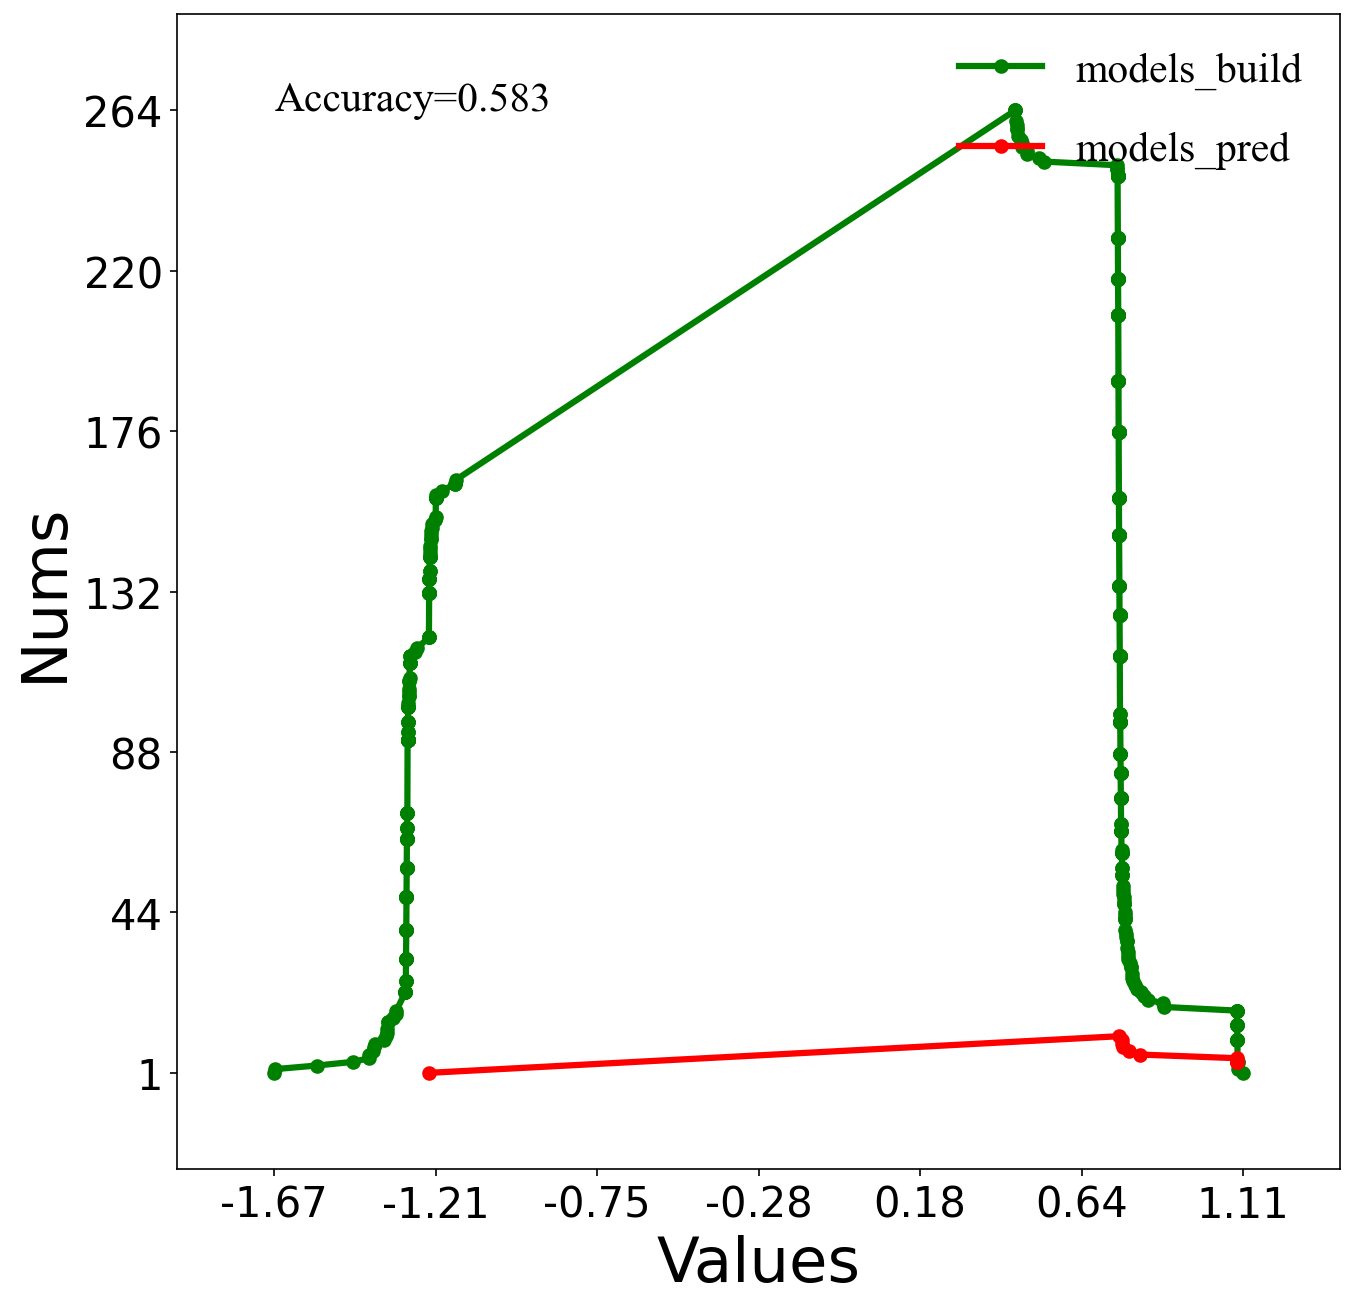 models_build
Accuracy=0.583
models_pred
264
220
176
132
88
44
1
Nums
-1.67 -1.21 -0.75 -0.28 0.18 0.64 1.11
Values